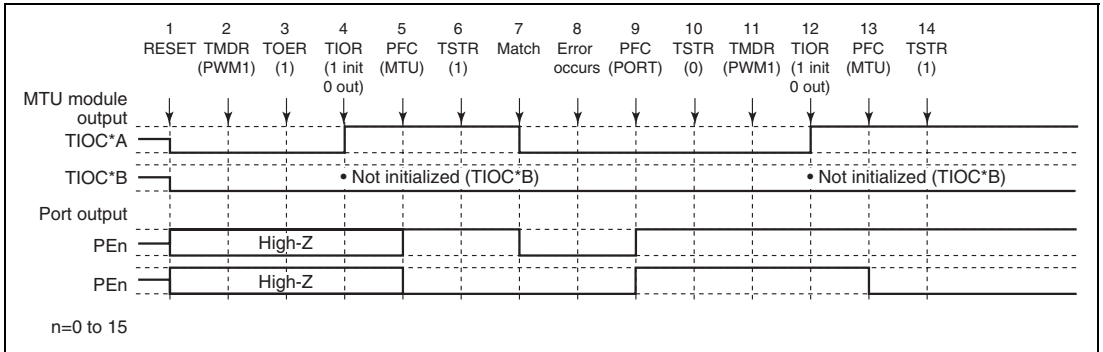 1 2 3 4 5 6 7 8 9 10 11 12 13 14
RESET TMDR TOER TIOR PFC TSTR Match Error PFC TSTR TMDR TIOR PFC TSTR
(PWM1) (1) (1 init (MTU) (1) occurs (PORT) (0) (PWM1) (1 init (MTU) (1)
0 out) 0 out)
MTU module
output
TIOC*A
TIOC*B • Not initialized (TIOC*B) • Not initialized (TIOC*B)
Port output
PEn High-Z
PEn High-Z
n=0 to 15